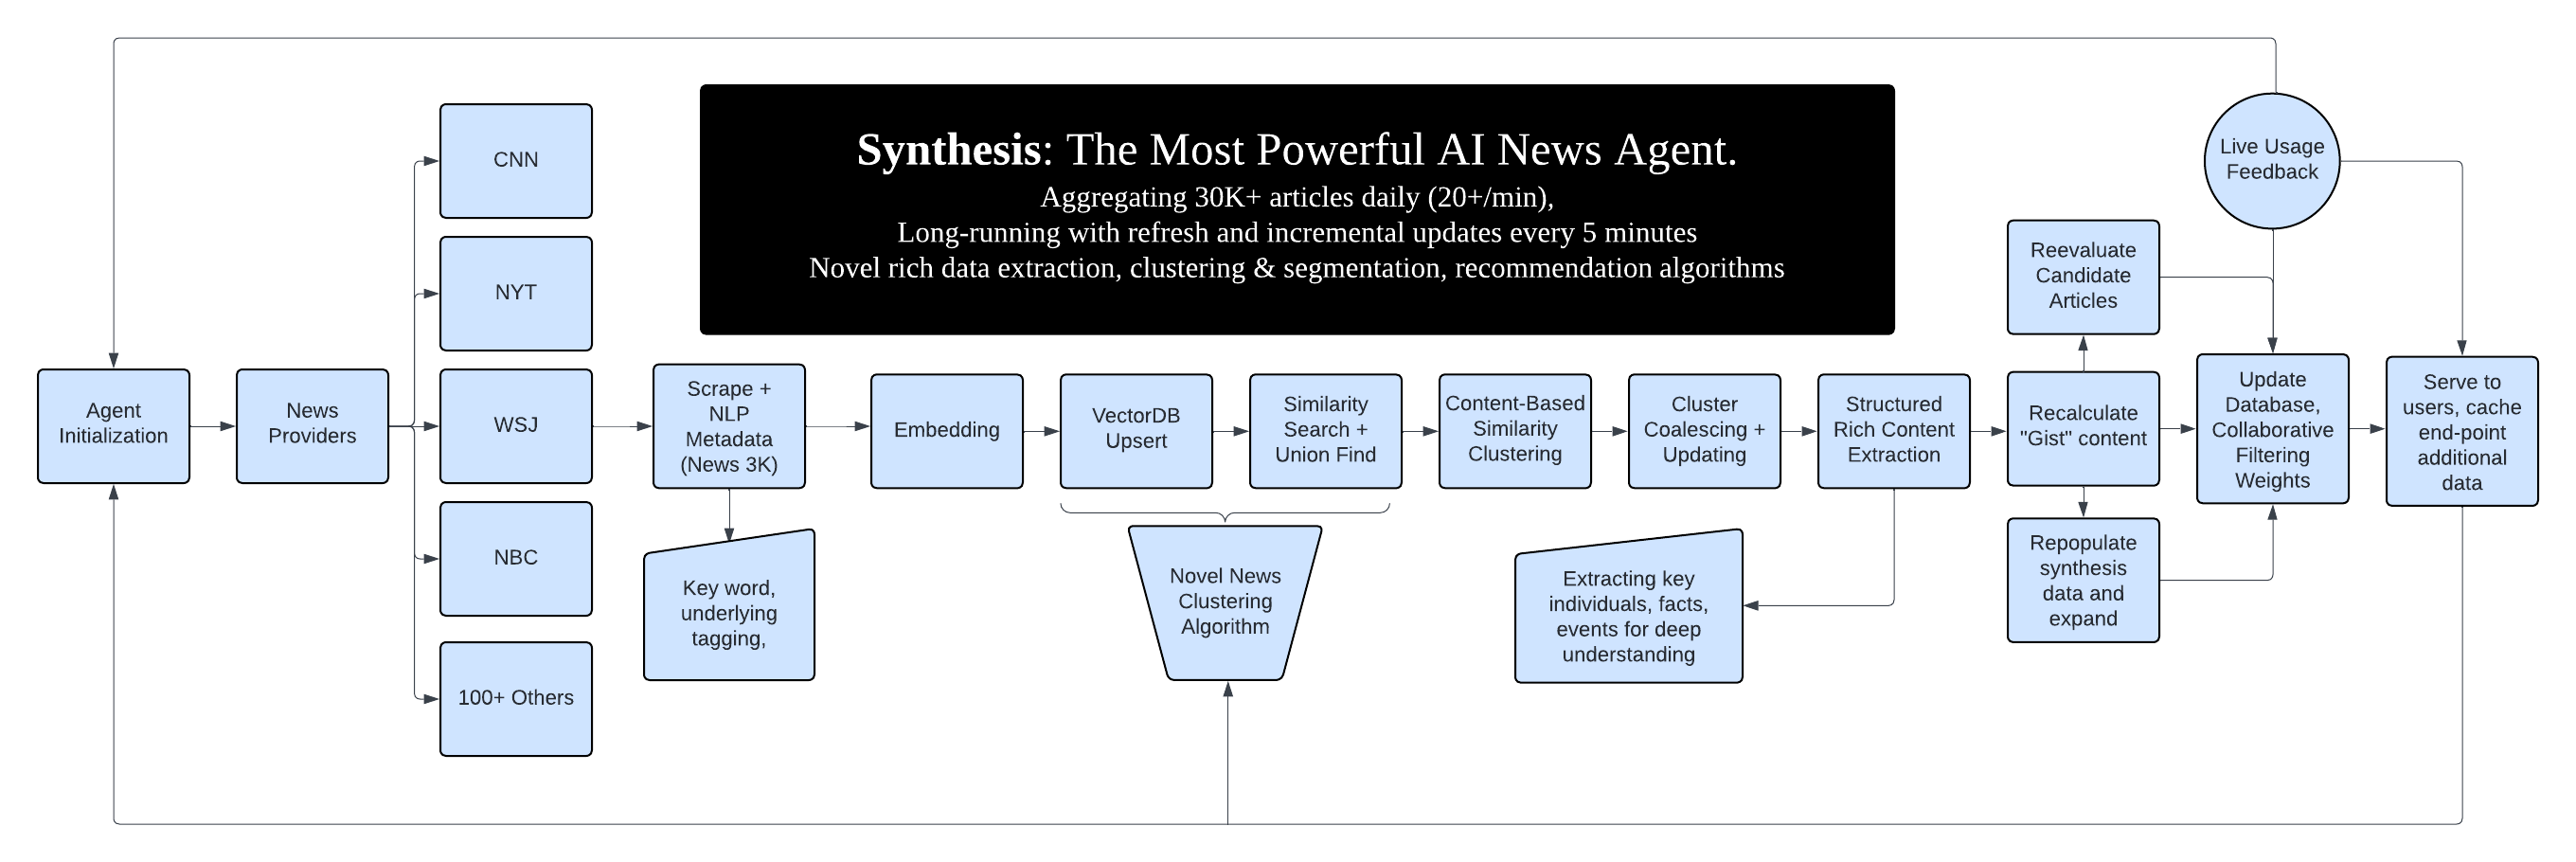 Synthesis: The Most Powerful AI News Agent.
Aggregating 30K+ articles daily (20+/min),
Long-running with refresh and incremental updates every 5 minutes
Novel rich data extraction, clustering & segmentation, recommendation algorithms
Agent
Initialization
News
Providers
CNN
NYT
WSJ
NBC
100+ Others
Scrape +
NLP
Metadata
(News 3K)
Key word,
underlying
tagging,
Embedding
VectorDB
Upsert
Similarity
Search +
Union Find
Novel News
Clustering
Algorithm
Content-Based
Similarity
Clustering
Cluster
Coalescing +
Updating
Structured
Rich Content
Extraction
Extracting key
individuals, facts,
events for deep
understanding
Recalculate
"Gist" content
Reevaluate
Candidate
Articles
Repopulate
synthesis
data and
expand
Live Usage
Feedback
Update
Database,
Collaborative
Filtering
Weights
Serve to
users, cache
end-point
additional
data